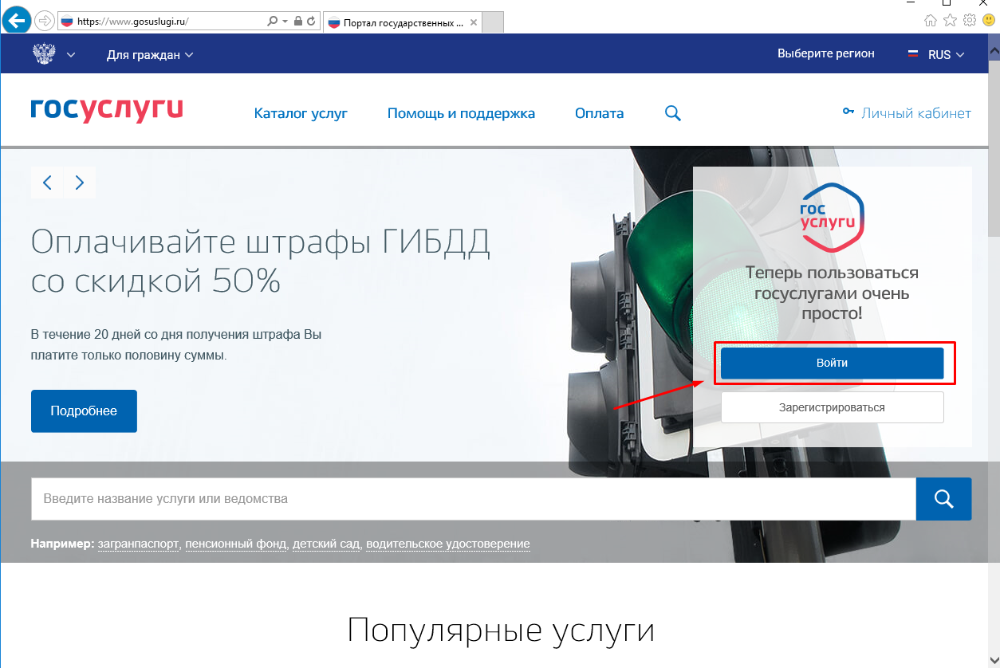 https://www.gosuslugi.ru/
Портал государственных ...
Для граждан
Выберите регион
RUS
госуслуги
Каталог услуг
Помощь и поддержка
Оплата
Личный кабинет
Оплачивайте штрафы ГИБДД
со скидкой 50%
В течение 20 дней со дня получения штрафа Вы
платите только половину суммы.
Подробнее
гос
услуги
Теперь пользоваться
госуслугами очень
просто!
Войти
Зарегистрироваться
Введите название услуги или ведомства
Например: загранпаспорт, пенсионный фонд, детский сад, водительское удостоверение
Популярные услуги